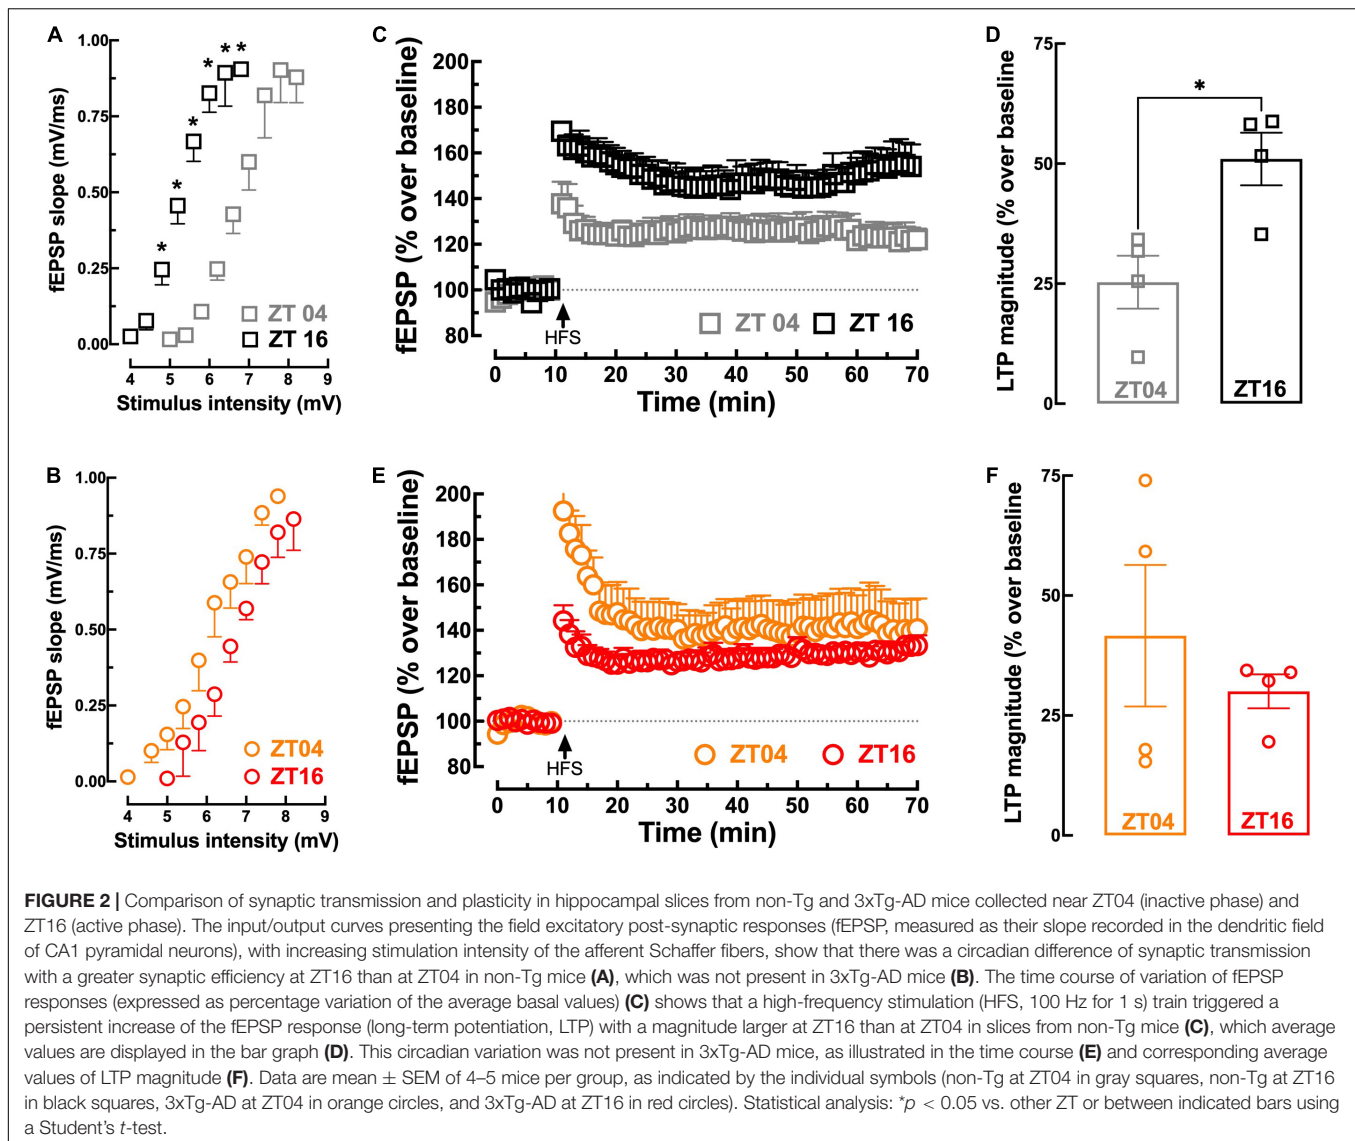 A
1.00
0.75
0.50
0.25
0.00
fEPSP slope (mV/ms)
* * * * * * *
ZT 04
ZT 16
4 5 6 7 8 9
Stimulus intensity (mV)
C
200
180
160
140
120
100
80
fEPSP (% over baseline)
HFS
ZT 04 ZT 16
0 10 20 30 40 50 60 70
Time (min)
D
75
50
25
0
LTP magnitude (% over baseline)
*
ZT04 ZT16
B
1.00
0.75
0.50
0.25
0.00
fEPSP slope (mV/ms)
ZT04
ZT16
4 5 6 7 8 9
Stimulus intensity (mV)
E
200
180
160
140
120
100
80
fEPSP (% over baseline)
HFS
ZT04 ZT16
0 10 20 30 40 50 60 70
Time (min)
F
75
50
25
0
LTP magnitude (% over baseline
ZT04 ZT16
FIGURE 2 | Comparison of synaptic transmission and plasticity in hippocampal slices from non-Tg and 3xTg-AD mice collected near ZT04 (inactive phase) and
ZT16 (active phase). The input/output curves presenting the field excitatory post-synaptic responses (fEPSP, measured as their slope recorded in the dendritic field
of CA1 pyramidal neurons), with increasing stimulation intensity of the afferent Schaffer fibers, show that there was a circadian difference of synaptic transmission
with a greater synaptic efficiency at ZT16 than at ZT04 in non-Tg mice (A), which was not present in 3xTg-AD mice (B). The time course of variation of fEPSP
responses (expressed as percentage variation of the average basal values) (C) shows that a high-frequency stimulation (HFS, 100 Hz for 1 s) train triggered a
persistent increase of the fEPSP response (long-term potentiation, LTP) with a magnitude larger at ZT16 than at ZT04 in slices from non-Tg mice (C), which average
values are displayed in the bar graph (D). This circadian variation was not present in 3xTg-AD mice, as illustrated in the time course (E) and corresponding average
values of LTP magnitude (F). Data are mean ± SEM of 4–5 mice per group, as indicated by the individual symbols (non-Tg at ZT04 in gray squares, non-Tg at ZT16
in black squares, 3xTg-AD at ZT04 in orange circles, and 3xTg-AD at ZT16 in red circles). Statistical analysis: *p < 0.05 vs. other ZT or between indicated bars using
a Student's t-test.